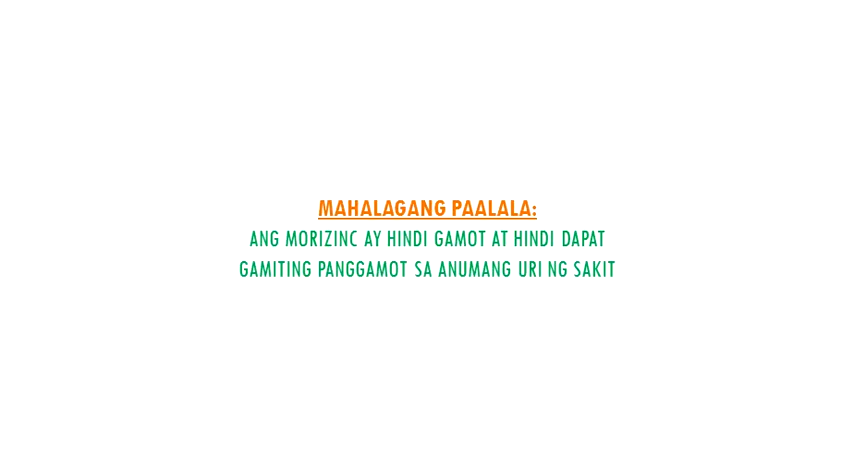 MAHALAGANG PAALALA:
ANG MORIZINC AY HINDI GAMOT AT HINDI DAPAT
GAMITING PANGGAMOT SA ANUMANG URI NG SAKIT